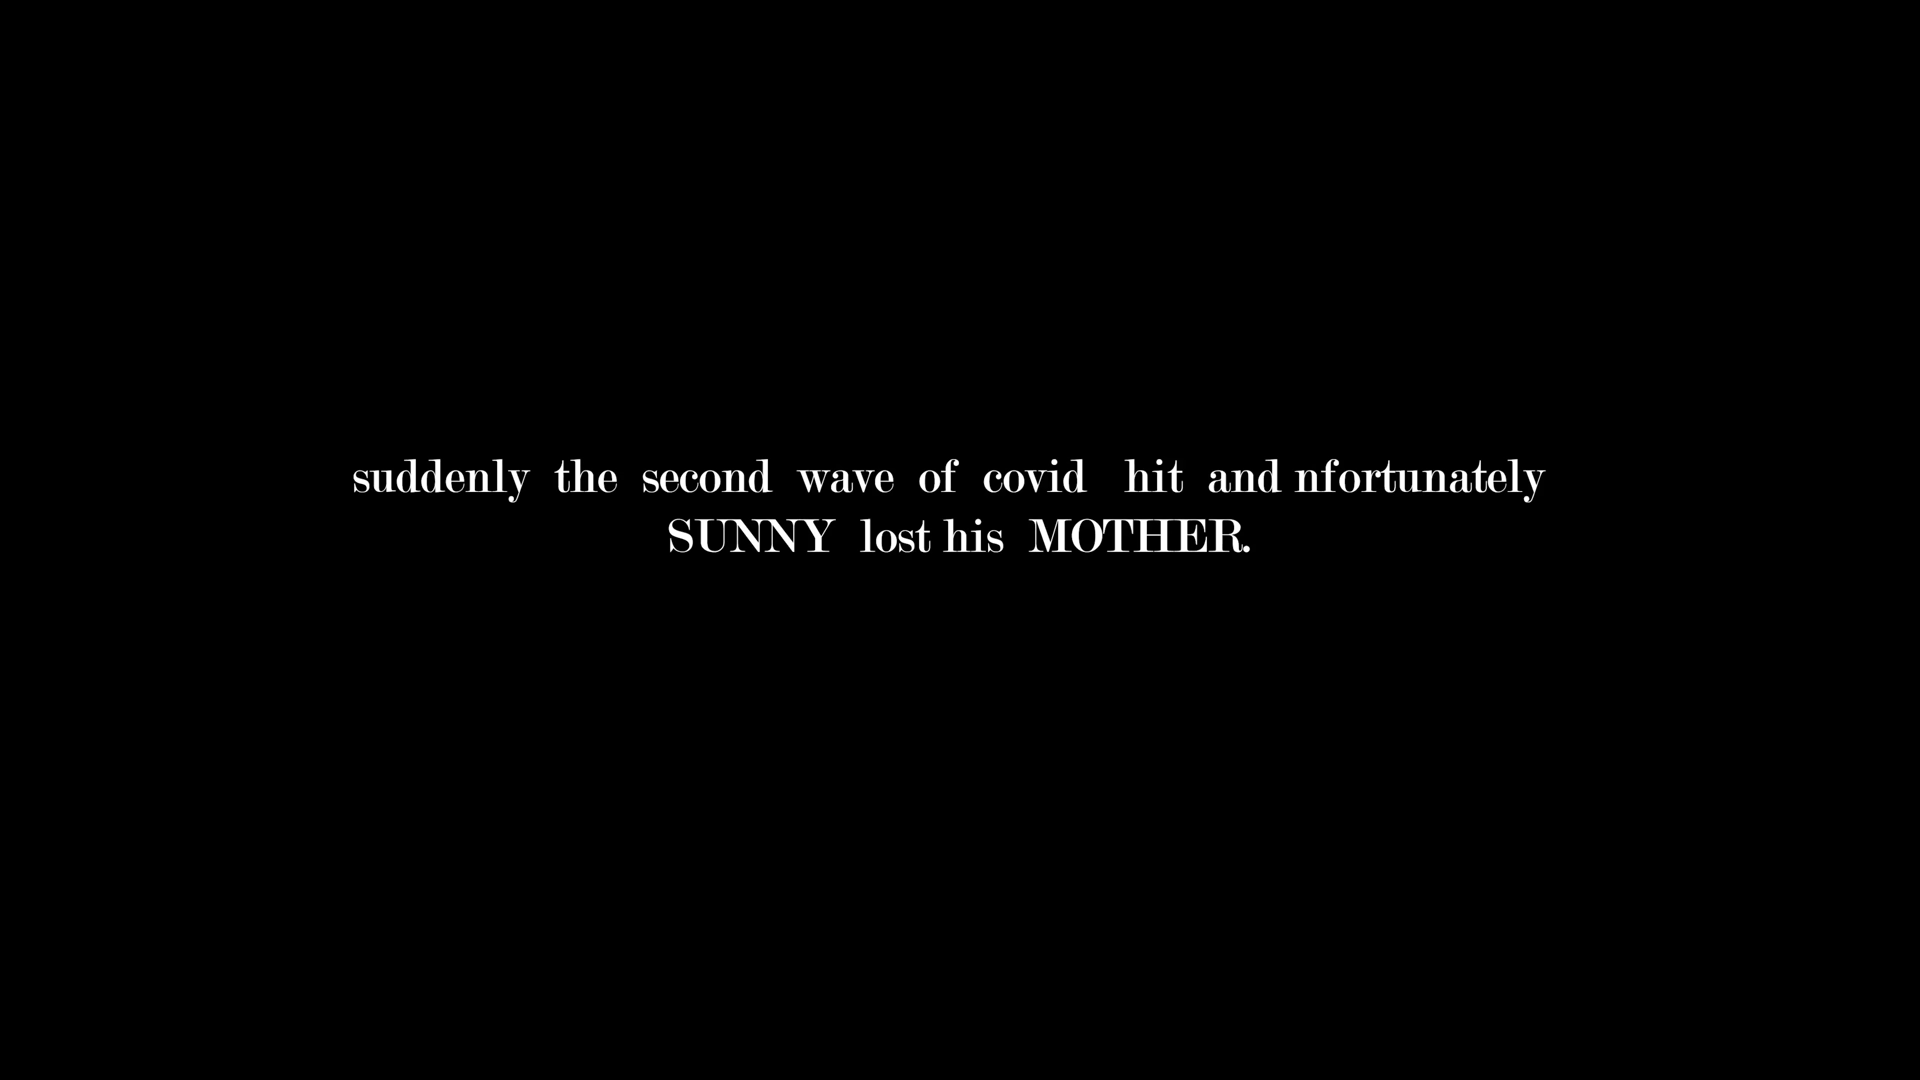 suddenly the second wave of covid hit and nfortunately
SUNNY lost his MOTHER.